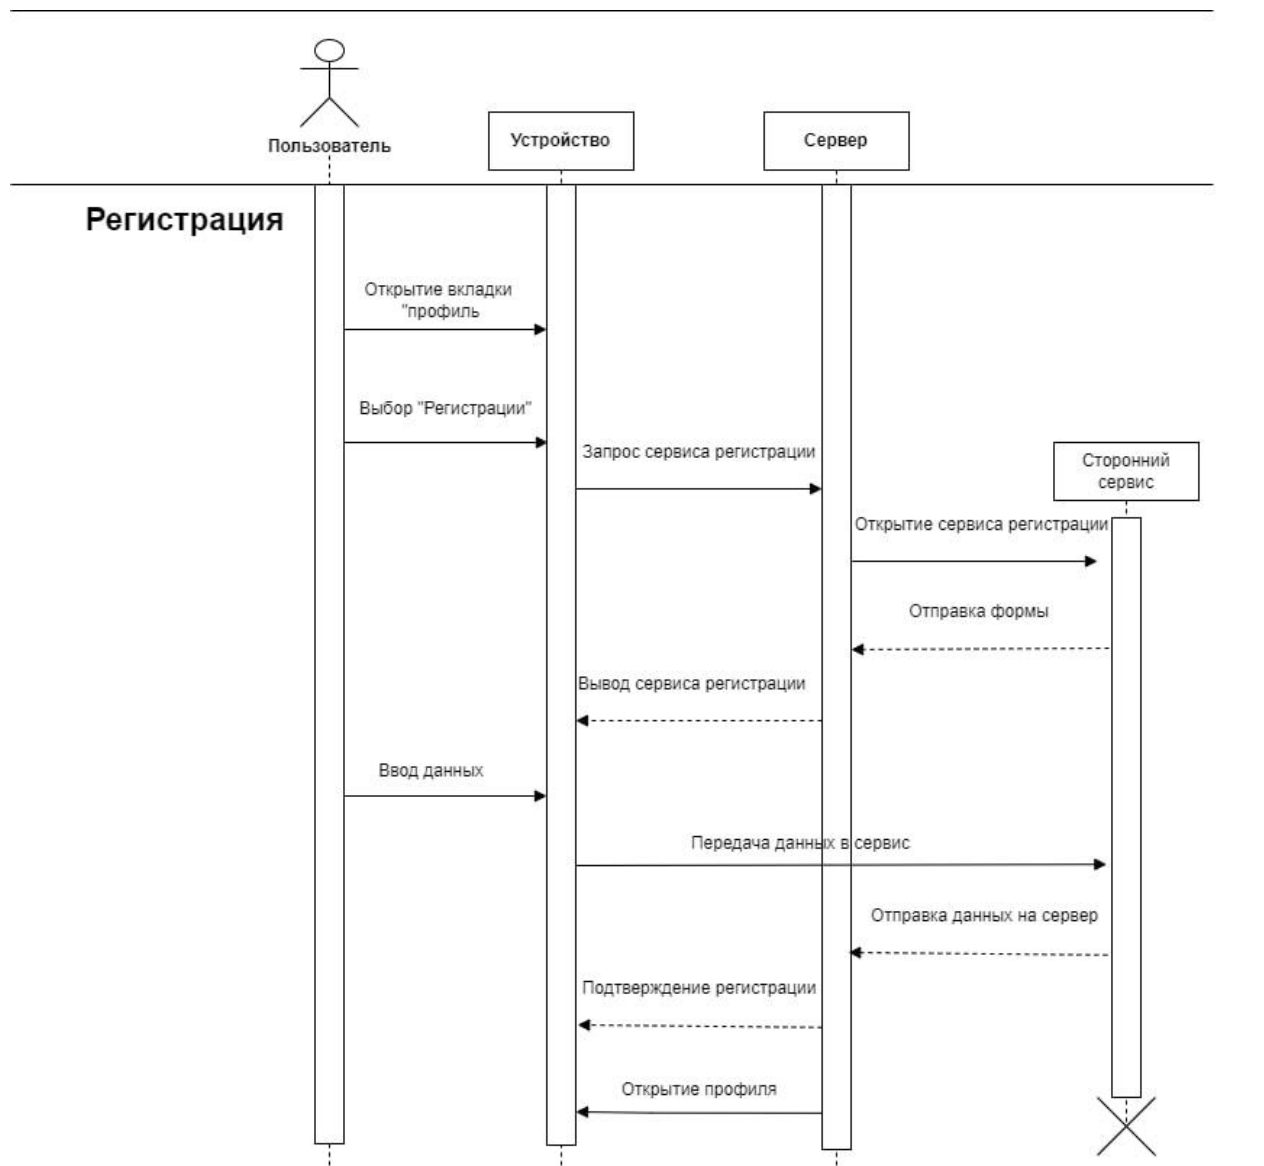 Пользователь
Устройство
Сервер
Регистрация
Открытие вкладки
"профиль
Выбор "Регистрации"
Запрос сервиса регистрации
Сторонний
сервис
Открытие сервиса регистрации
Отправка формы
Вывод сервиса регистрации
Ввод данных
Передача данных в сервис
Отправка данных на сервер
Подтверждение регистрации
Открытие профиля